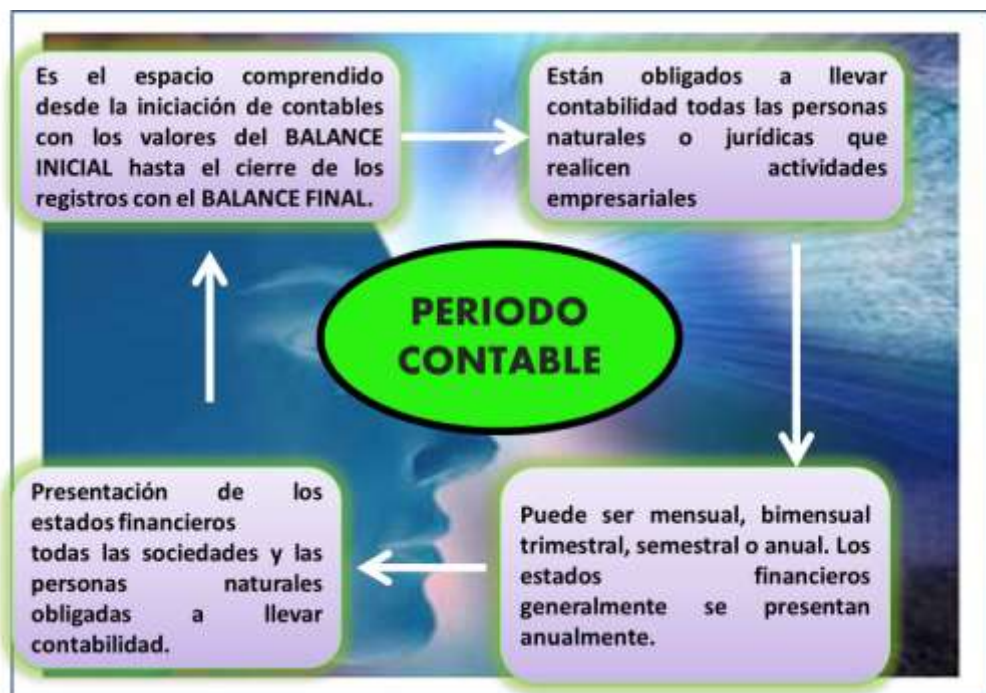 Es el espacio comprendido
desde la iniciación de contables
con los valores del BALANCE
INICIAL hasta el cierre de los
registros con el BALANCE FINAL.
Están obligados a llevar
contabilidad todas las personas
naturales o jurídicas que
realicen actividades
empresariales
PERIODO
CONTABLE
Presentación de los
estados financieros
todas las sociedades y las
personas naturales
obligadas a llevar
contabilidad.
Puede ser mensual, bimensual
trimestral, semestral o anual. Los
estados financieros
generalmente se presentan
anualmente.